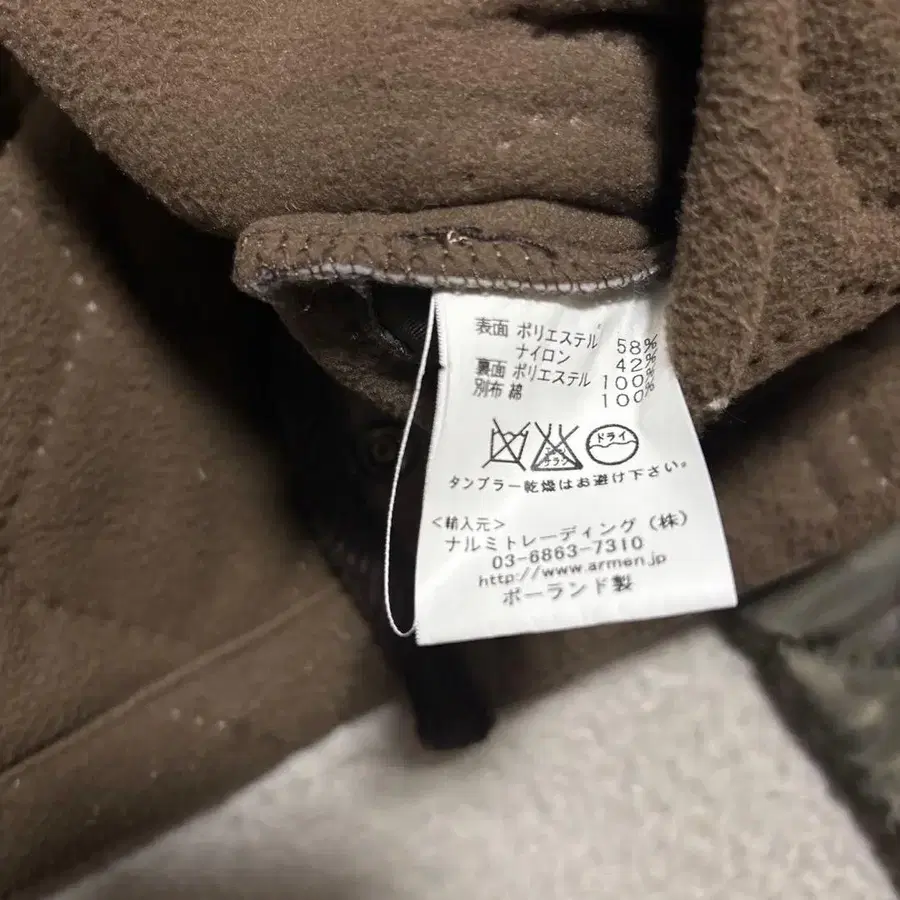 表面 ポリエステル 58%
ナイロン 42%
裏面 ポリエステル 100%
別布 綿 100%
ドライ
タンブラー乾燥はお避け下さい。
<輸入元>
ナルミトレーディング(株)
03-6863-7310
http://www.armen.jp
ポーランド製